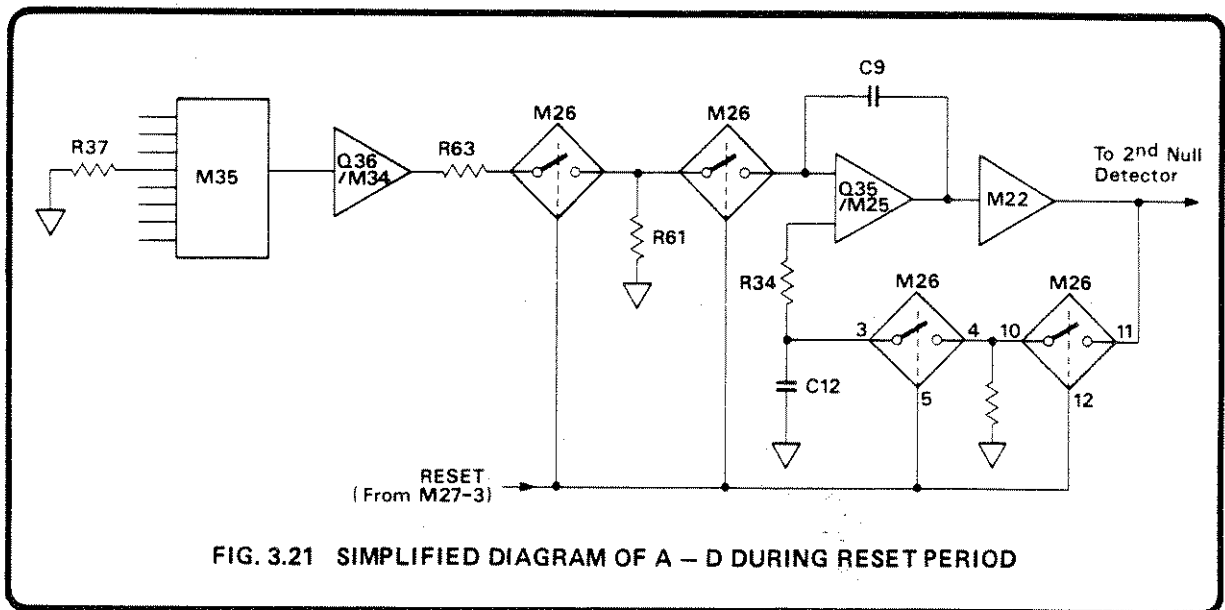 C9
M26
M26
R37
M35
Q36
/M34
R63
R61
Q35
/M25
M22
To 2nd Null
Detector
R34
M26
M26
3
4
10
11
5
12
C12
RESET
(From M27-3)
FIG. 3.21 SIMPLIFIED DIAGRAM OF A – D DURING RESET PERIOD